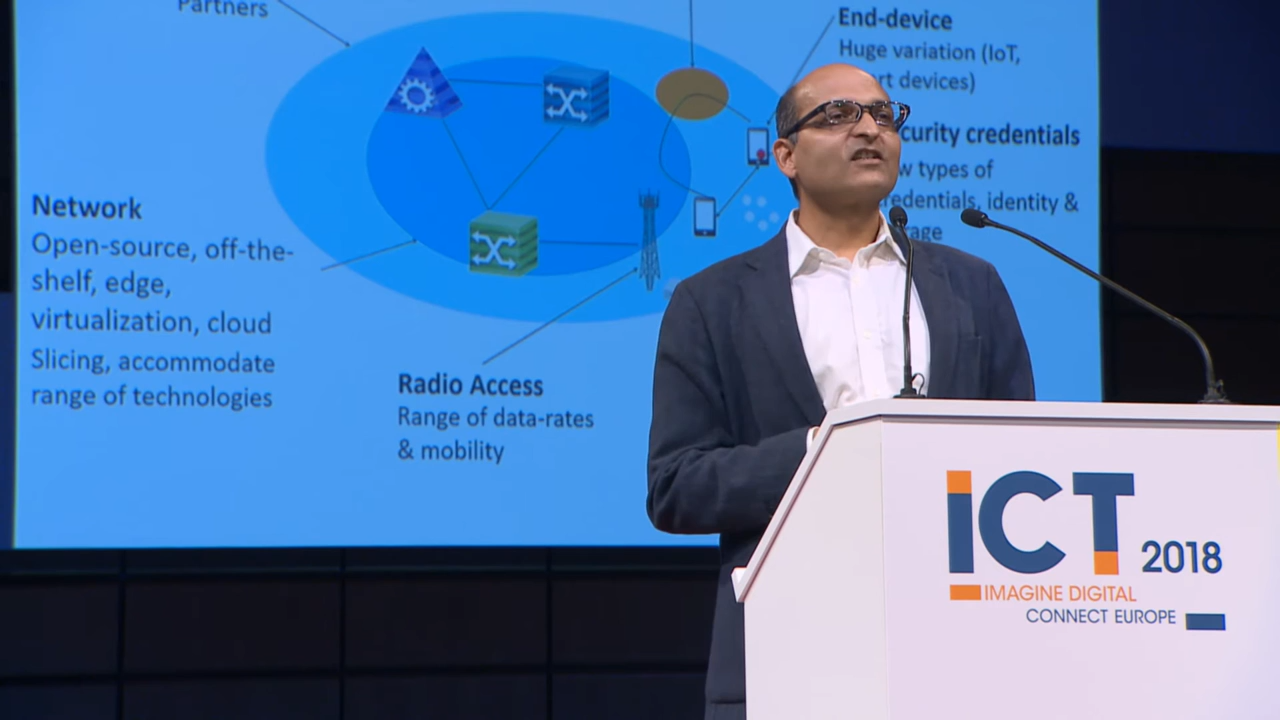 Partners
End-device
Huge variation (IoT,
devices)
credentials
types of
identity &
Network
Open-source, off-the-
shelf, edge,
virtualization, cloud
Slicing, accommodate
range of technologies
Radio Access
Range of data-rates
& mobility
iCT 2018
IMAGINE DIGITAL
CONNECT EUROPE